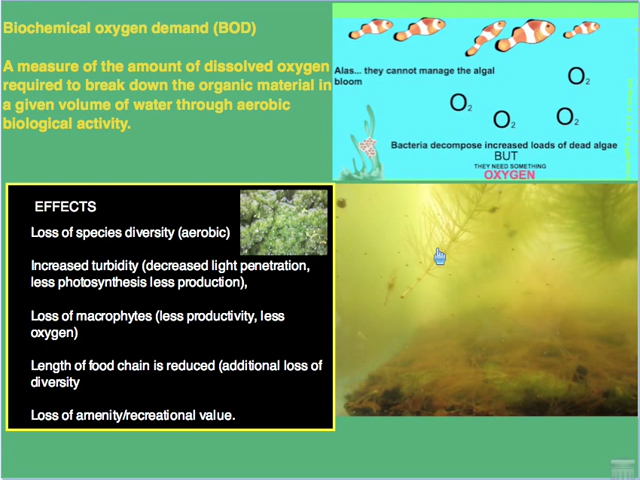 Biochemical oxygen demand (BOD)
A measure of the amount of dissolved oxygen
required to break down the organic material in
a given volume of water through aerobic
biological activity.
Alas... they cannot manage the algal
bloom
O2
O2
O2
O2
Bacteria decompose increased loads of dead algae
BUT
THEY NEED SOMETHING
OXYGEN
EFFECTS
Loss of species diversity (aerobic)
Increased turbidity (decreased light penetration,
less photosynthesis less production),
Loss of macrophytes (less productivity, less
oxygen)
Length of food chain is reduced (additional loss of
diversity
Loss of amenity/recreational value.